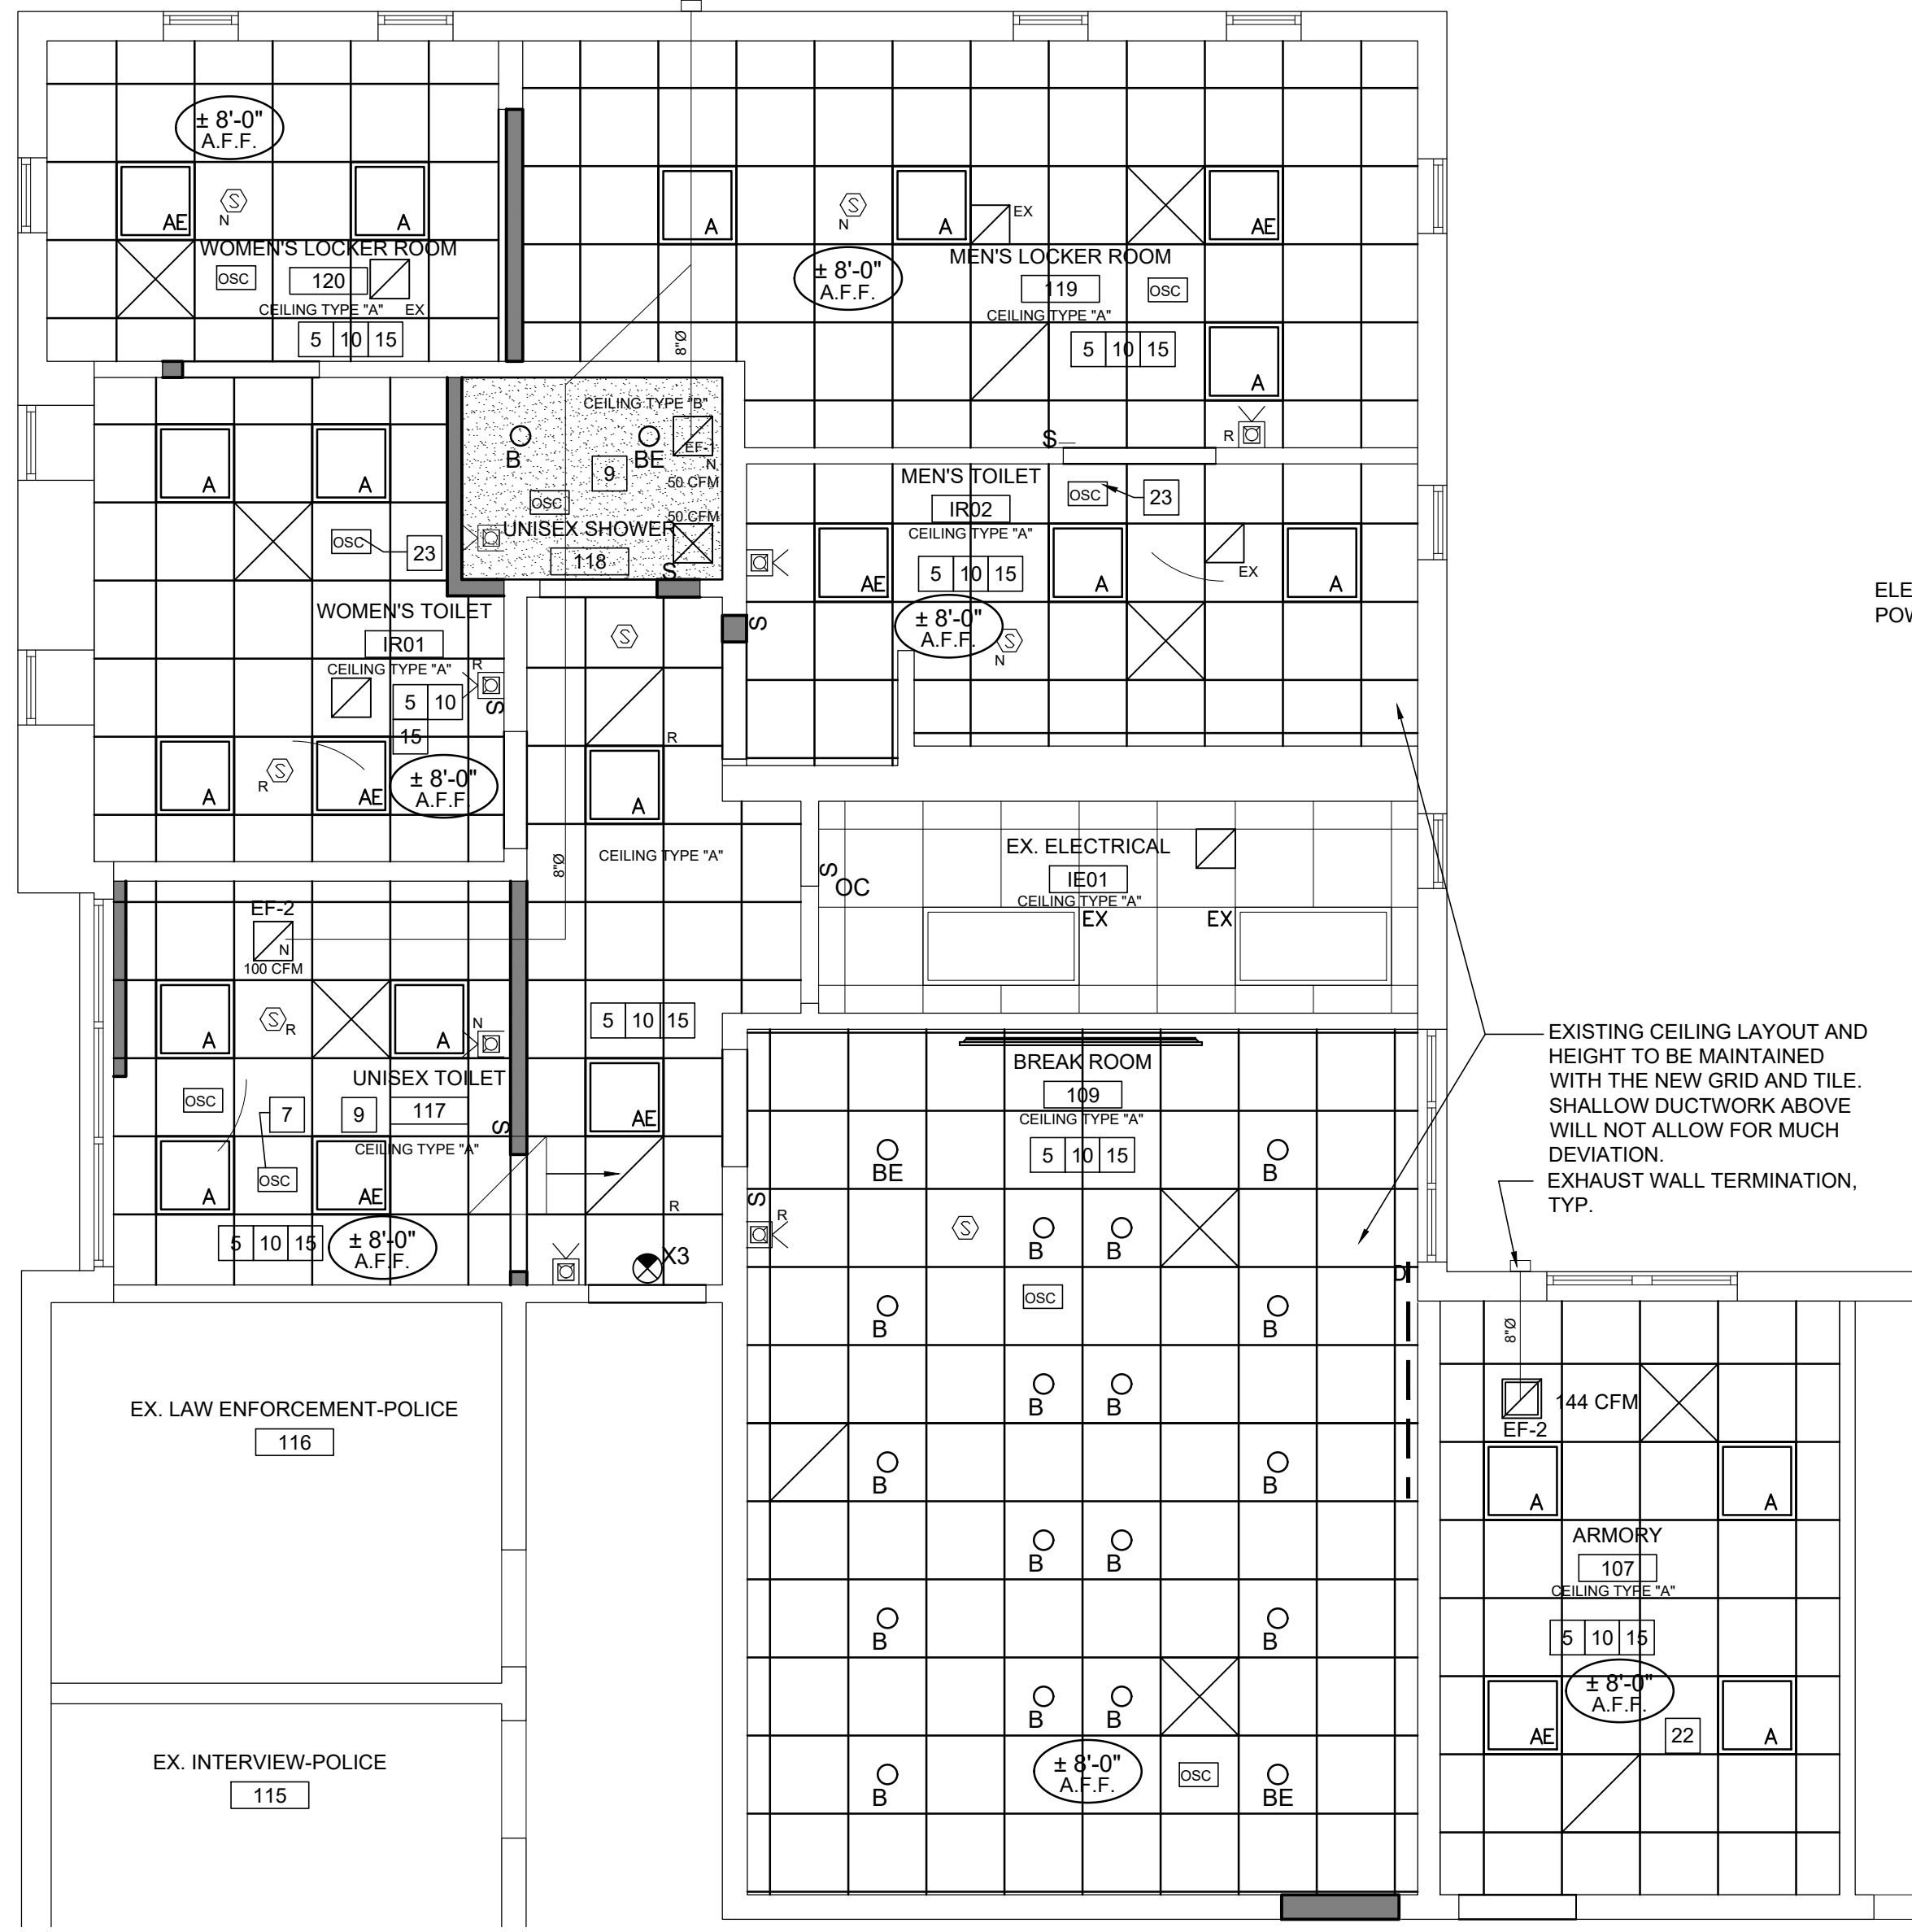 ± 8'-0"
A.F.F.
AE
S
N
A
WOMEN'S LOCKER ROOM
OSC
120
CEILING TYPE "A"
EX
5 10 15
A
S
N
A
EX
AE
± 8'-0"
A.F.F.
MEN'S LOCKER ROOM
119
OSC
CEILING TYPE "A"
5 10 15
A
8"Ø
S
R
CEILING TYPE "B"
B
BE
EF-1
N
9
50 CFM
OSC
50 CFM
UNISEX SHOWER
118
S
A
A
OSC
23
WOMEN'S TOILET
IR01
CEILING TYPE "A"
R
5 10
15
S
S
R
A
AE
± 8'-0"
A.F.F.
MEN'S TOILET
IR02
CEILING TYPE "A"
OSC
23
5 10 15
AE
A
EX
A
± 8'-0"
A.F.F.
S
N
S
S
R
A
CEILING TYPE "A"
8"Ø
ELE
POW
EX. ELECTRICAL
IE01
CEILING TYPE "A"
S
OC
EX
EX
EF-2
N
100 CFM
A
S
R
A
N
5 10 15
UNISEX TOILET
117
OSC
7
9
S
CEILING TYPE "A"
A
OSC
AE
AE
R
5 10 15
± 8'-0"
A.F.F.
X3
BREAK ROOM
109
CEILING TYPE "A"
5 10 15
BE
B
S
R
S
B
B
OSC
D
B
B
B
B
B
B
B
B
B
B
B
B
± 8'-0"
A.F.F.
OSC
B
BE
EXISTING CEILING LAYOUT AND
HEIGHT TO BE MAINTAINED
WITH THE NEW GRID AND TILE.
SHALLOW DUCTWORK ABOVE
WILL NOT ALLOW FOR MUCH
DEVIATION.
EXHAUST WALL TERMINATION,
TYP.
8"Ø
144 CFM
EF-2
A
A
ARMORY
107
CEILING TYPE "A"
5 10 15
± 8'-0"
A.F.F.
AE
22
A
EX. LAW ENFORCEMENT-POLICE
116
EX. INTERVIEW-POLICE
115